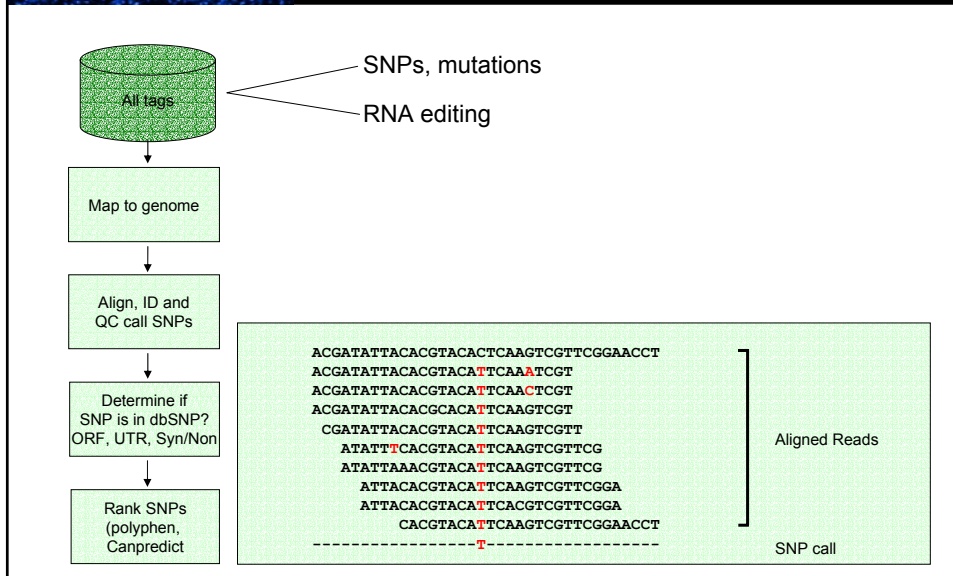 All tags
SNPs, mutations
RNA editing
Map to genome
Align, ID and
QC call SNPs
Determine if
SNP is in dbSNP?
ORF, UTR, Syn/Non
Rank SNPs
(polyphen,
Canpredict
ACGATATTACACGTACACTCAAGTCGTTCGGAACCT
ACGATATTACACGTACATTCAAATCGT
ACGATATTACACGTACATTCAACTCGT
ACGATATTACACGCACATTCAAGTCGT
CGATATTACACGTACATTCAAGTCGTT
ATATTTCACGTACATTCAAGTCGTTCG
ATATTAAACGTACATTCAAGTCGTTCG
ATTACACGTACATTCAAGTCGTTCGGA
ATTACACGTACATTCACGTCGTTCGGA
CACGTACATTCAAGTCGTTCGGAACCT
-----------------T------------------
Aligned Reads
SNP call